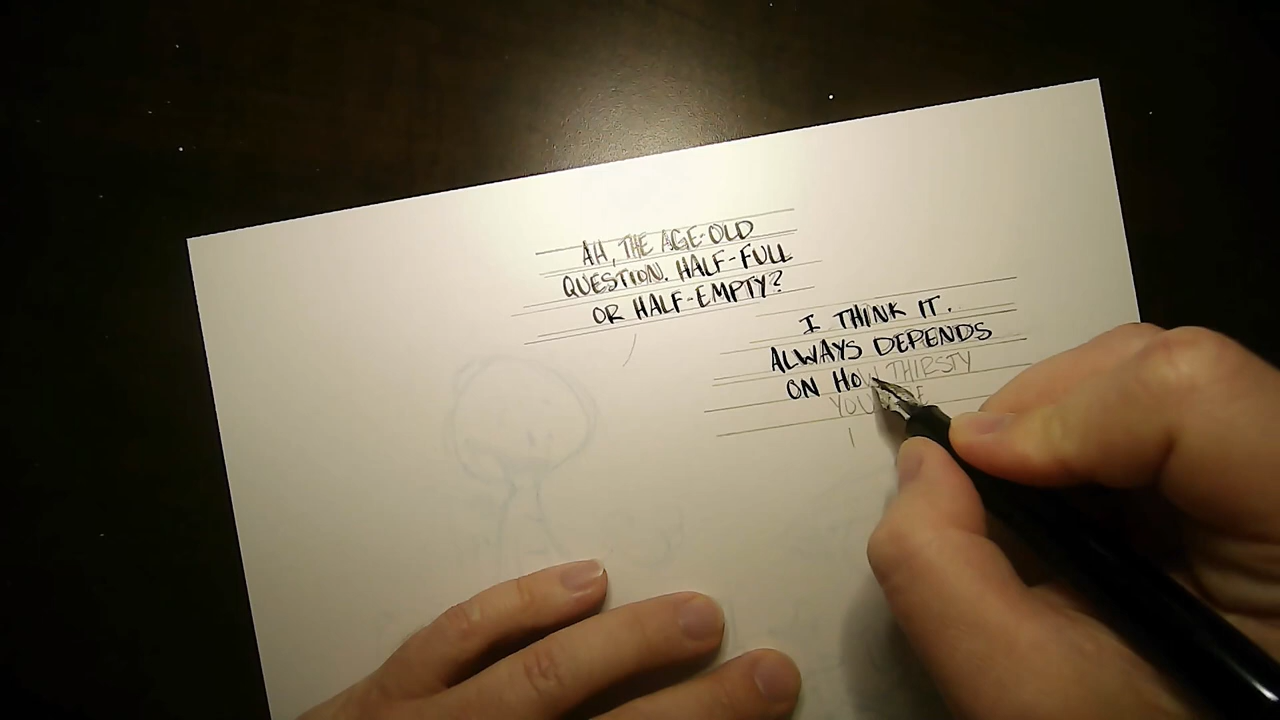 AH, THE AGE-OLD
QUESTION. HALF-FULL
OR HALF-EMPTY?
I THINK IT.
ALWAYS DEPENDS
ON HOW THIRSTY
YOU